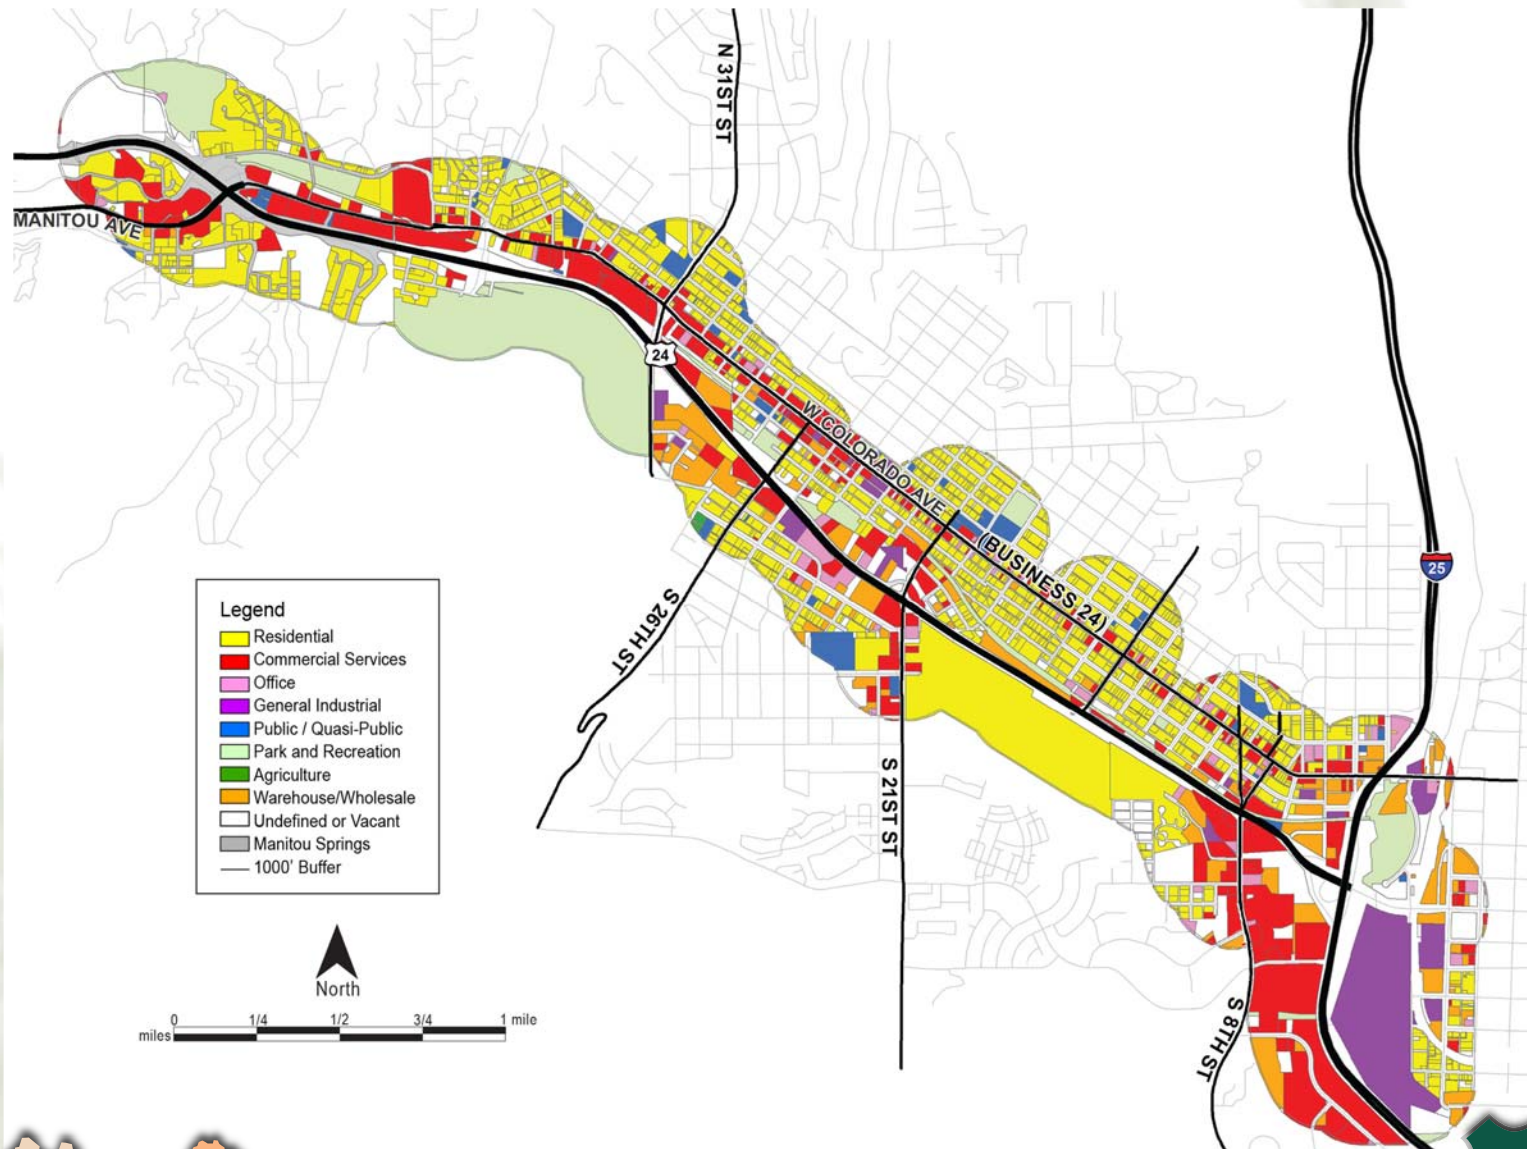 N 31ST ST
MANITOU AVE
24
W COLORADO AVE
(BUSINESS 24)
25
S 26TH ST
S 21ST ST
S 8TH ST
Legend
Residential
Commercial Services
Office
General Industrial
Public / Quasi-Public
Park and Recreation
Agriculture
Warehouse/Wholesale
Undefined or Vacant
Manitou Springs
1000' Buffer
North
0 1/4 1/2 3/4 1 mile
miles